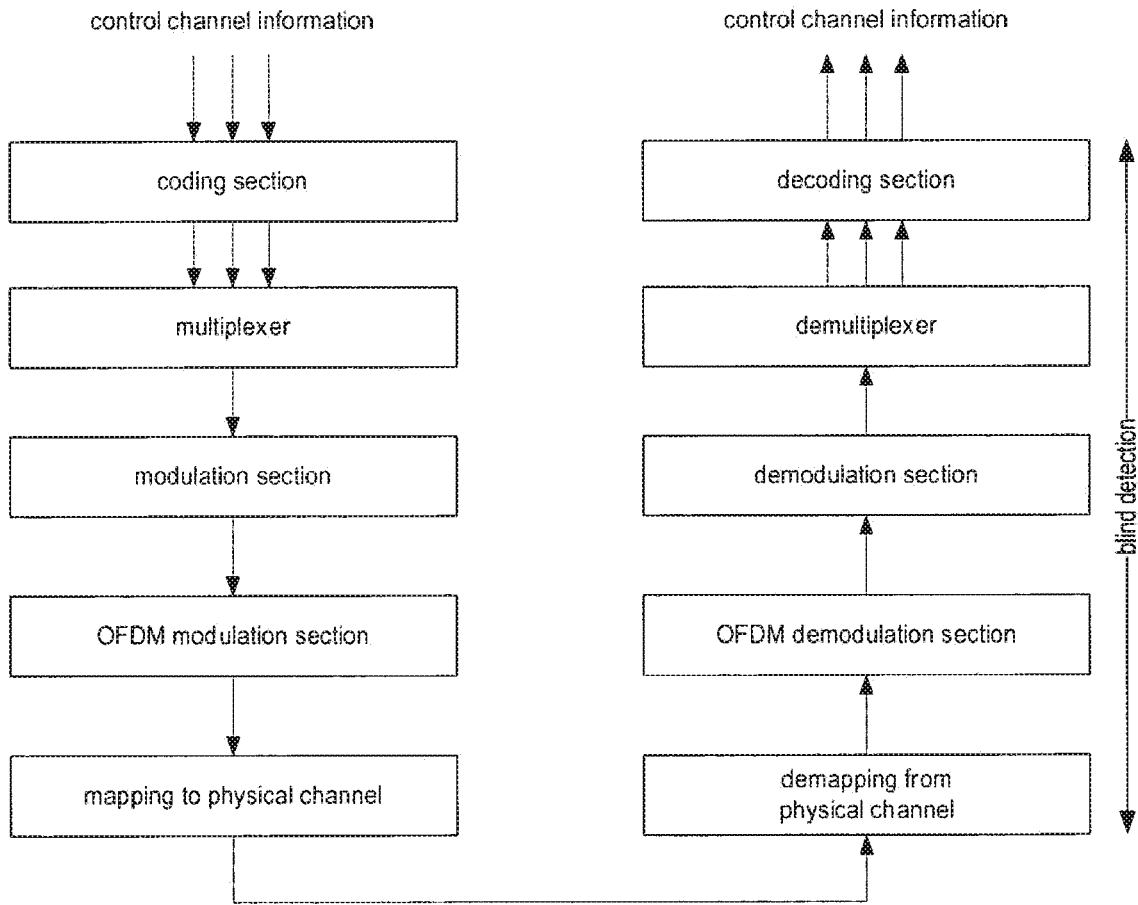 control channel information
coding section
multiplexer
modulation section
OFDM modulation section
mapping to physical channel
control channel information
decoding section
demultiplexer
demodulation section
OFDM demodulation section
demapping from
physical channel
blind detection